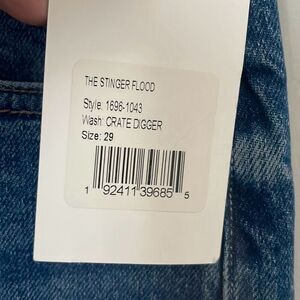 THE STINGER FLOOD
Style: 1696-1043
Wash: CRATE DIGGER
Size: 29
1 92411 39685 5